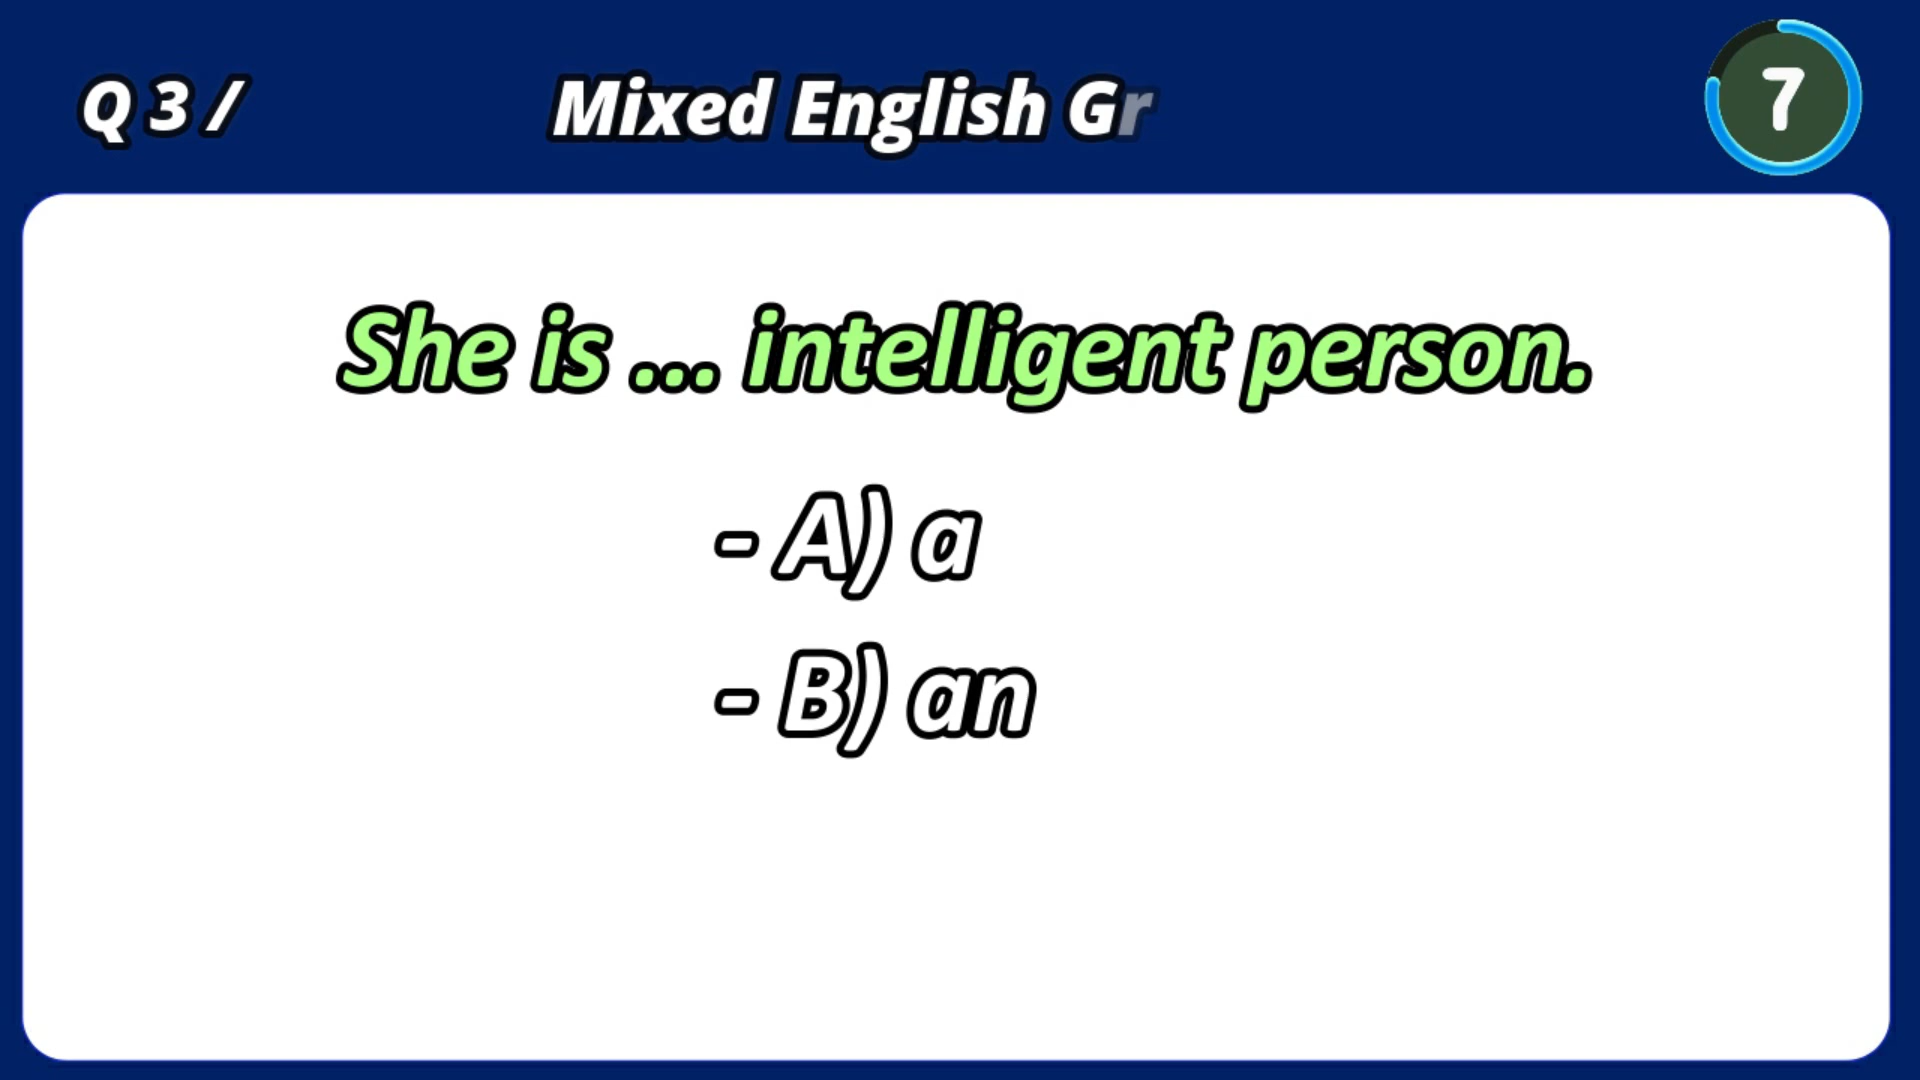 Q 3 /
Mixed English Gr
7
She is ... intelligent person.
- A) a
- B) an